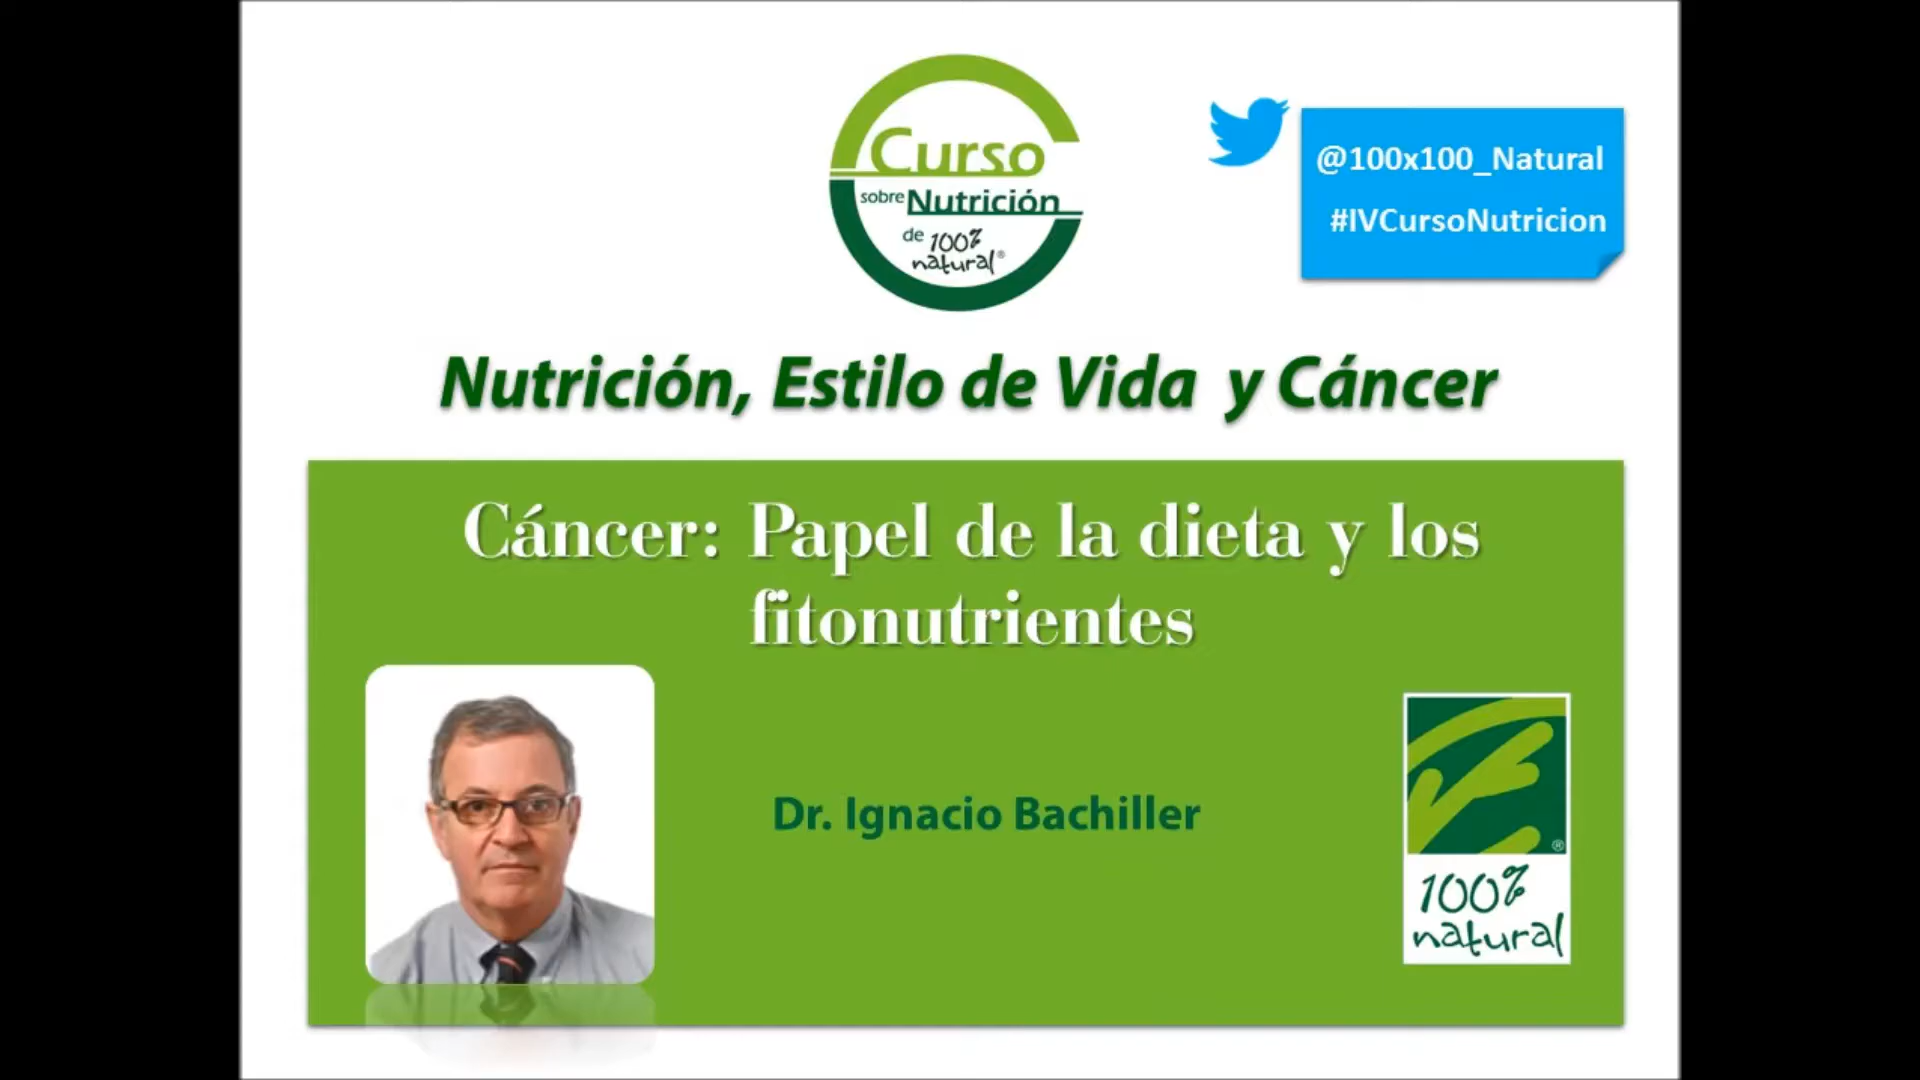 Curso
sobre Nutrición
de 100%
natural®
@100x100_Natural
#IVCursoNutricion
Nutrición, Estilo de Vida y Cáncer
Cáncer: Papel de la dieta y los
fitonutrientes
Dr. Ignacio Bachiller
®
100%
natural